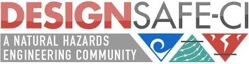 DESIGNSAFE-CI
A NATURAL HAZARDS
ENGINEERING COMMUNITY